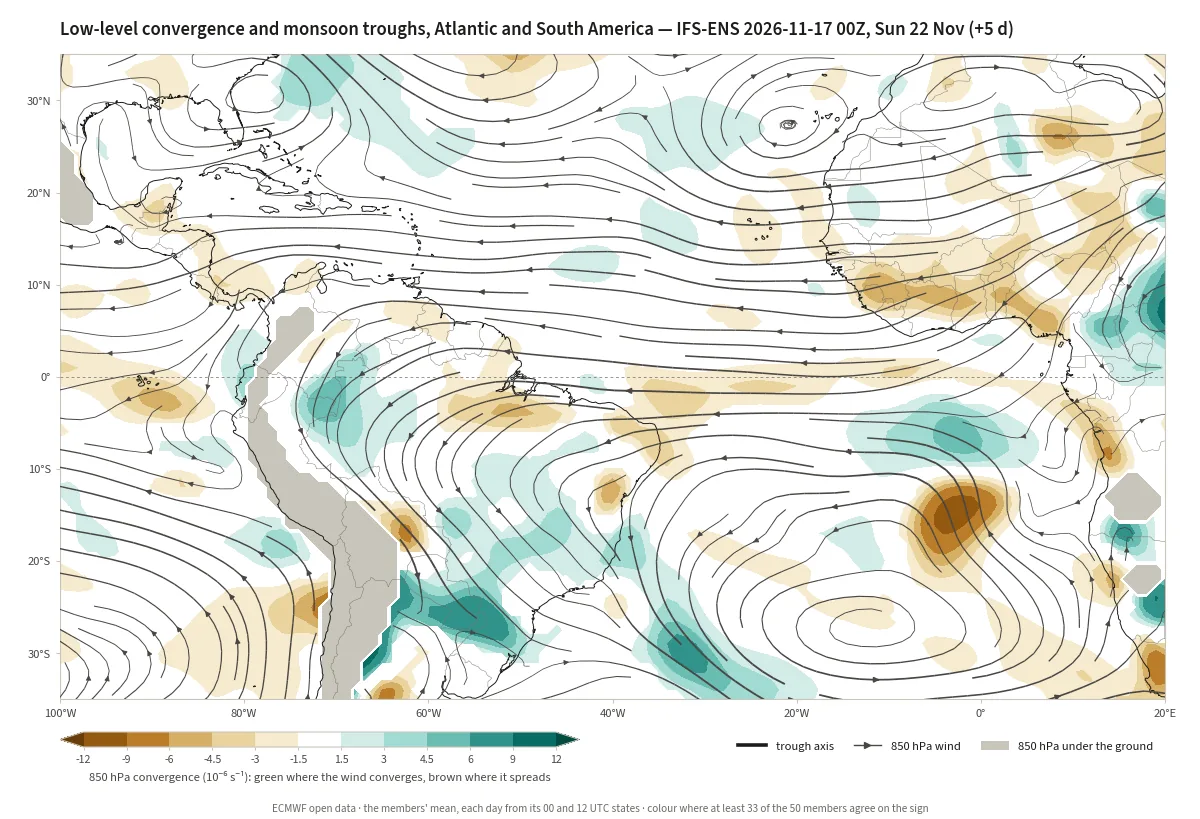 Low-level convergence and monsoon troughs, Atlantic and South America — IFS-ENS 2026-11-17 00Z, Sun 22 Nov (+5 d)
30°N
20°N
10°N
0°
10°S
20°S
30°S
100°W 80°W 60°W 40°W 20°W 0° 20°E
-12 -9 -6 -4.5 -3 -1.5 1.5 3 4.5 6 9 12
850 hPa convergence (10⁻⁶ s⁻¹): green where the wind converges, brown where it spreads
trough axis 850 hPa wind 850 hPa under the ground
ECMWF open data · the members' mean, each day from its 00 and 12 UTC states · colour where at least 33 of the 50 members agree on the sign